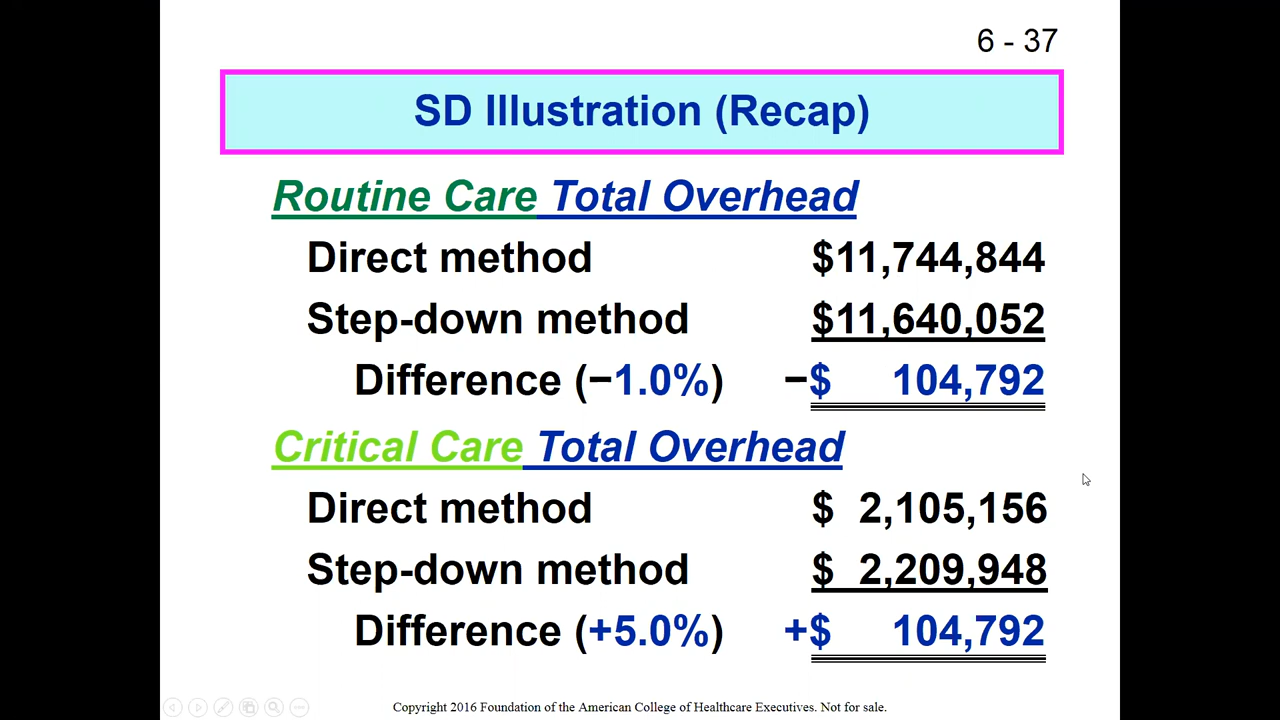 6 - 37
SD Illustration (Recap)
Routine Care Total Overhead
Direct method $11,744,844
Step-down method $11,640,052
Difference (−1.0%) −$ 104,792
Critical Care Total Overhead
Direct method $ 2,105,156
Step-down method $ 2,209,948
Difference (+5.0%) +$ 104,792
Copyright 2016 Foundation of the American College of Healthcare Executives. Not for sale.